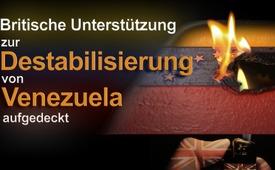 Britische Unterstützung
zur
Destabilisierung
von
Venezuela
aufgedeckt